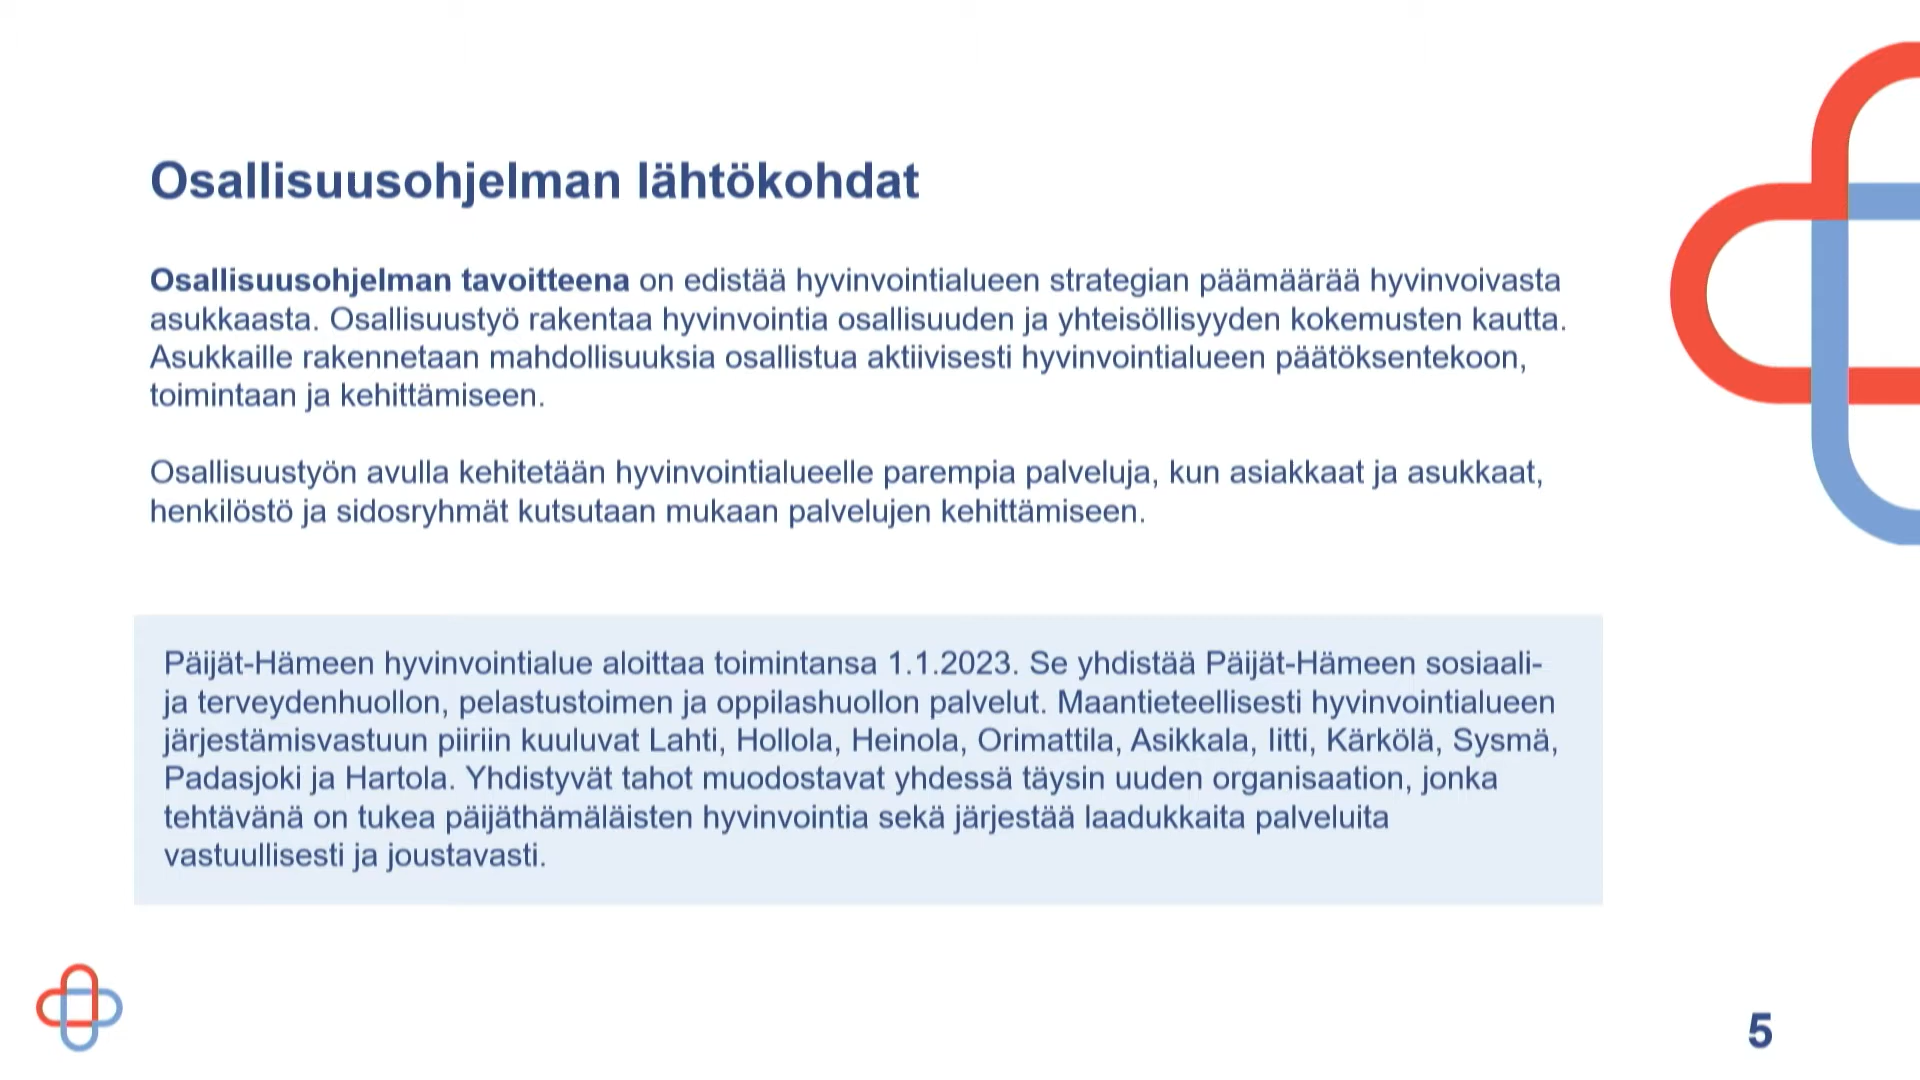 Osallisuusohjelman lähtökohdat
Osallisuusohjelman tavoitteena on edistää hyvinvointialueen strategian päämäärää hyvinvoivasta
asukkaasta. Osallisuustyö rakentaa hyvinvointia osallisuuden ja yhteisöllisyyden kokemusten kautta.
Asukkaille rakennetaan mahdollisuuksia osallistua aktiivisesti hyvinvointialueen päätöksentekoon,
toimintaan ja kehittämiseen.
Osallisuustyön avulla kehitetään hyvinvointialueelle parempia palveluja, kun asiakkaat ja asukkaat,
henkilöstö ja sidosryhmät kutsutaan mukaan palvelujen kehittämiseen.
Päijät-Hämeen hyvinvointialue aloittaa toimintansa 1.1.2023. Se yhdistää Päijät-Hämeen sosiaali-
ja terveydenhuollon, pelastustoimen ja oppilashuollon palvelut. Maantieteellisesti hyvinvointialueen
järjestämisvastuun piiriin kuuluvat Lahti, Hollola, Heinola, Orimattila, Asikkala, Iitti, Kärkölä, Sysmä,
Padasjoki ja Hartola. Yhdistyvät tahot muodostavat yhdessä täysin uuden organisaation, jonka
tehtävänä on tukea päijäthämäläisten hyvinvointia sekä järjestää laadukkaita palveluita
vastuullisesti ja joustavasti.
5